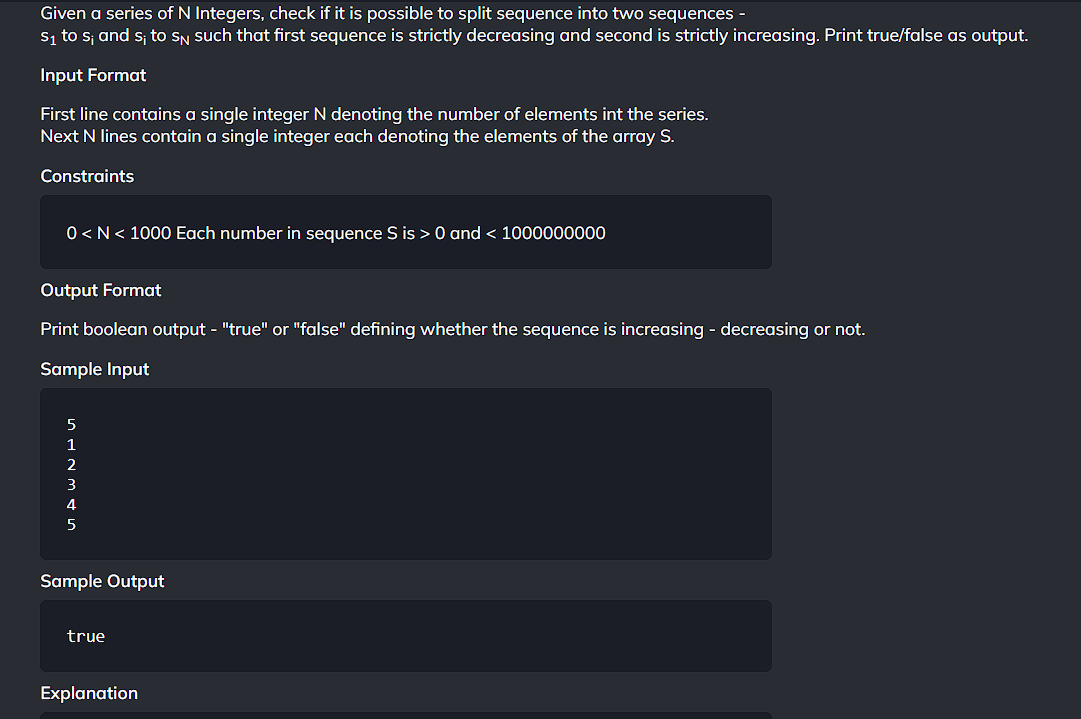 Given a series of N Integers, check if it is possible to split sequence into two sequences -
s1 to si and sj to sN such that first sequence is strictly decreasing and second is strictly increasing. Print true/false as output.
Input Format
First line contains a single integer N denoting the number of elements int the series.
Next N lines contain a single integer each denoting the elements of the array S.
Constraints
0 < N < 1000 Each number in sequence S is > 0 and < 1000000000
Output Format
Print boolean output - "true" or "false" defining whether the sequence is increasing - decreasing or not.
Sample Input
5
1
2
3
4
5
Sample Output
true
Explanation